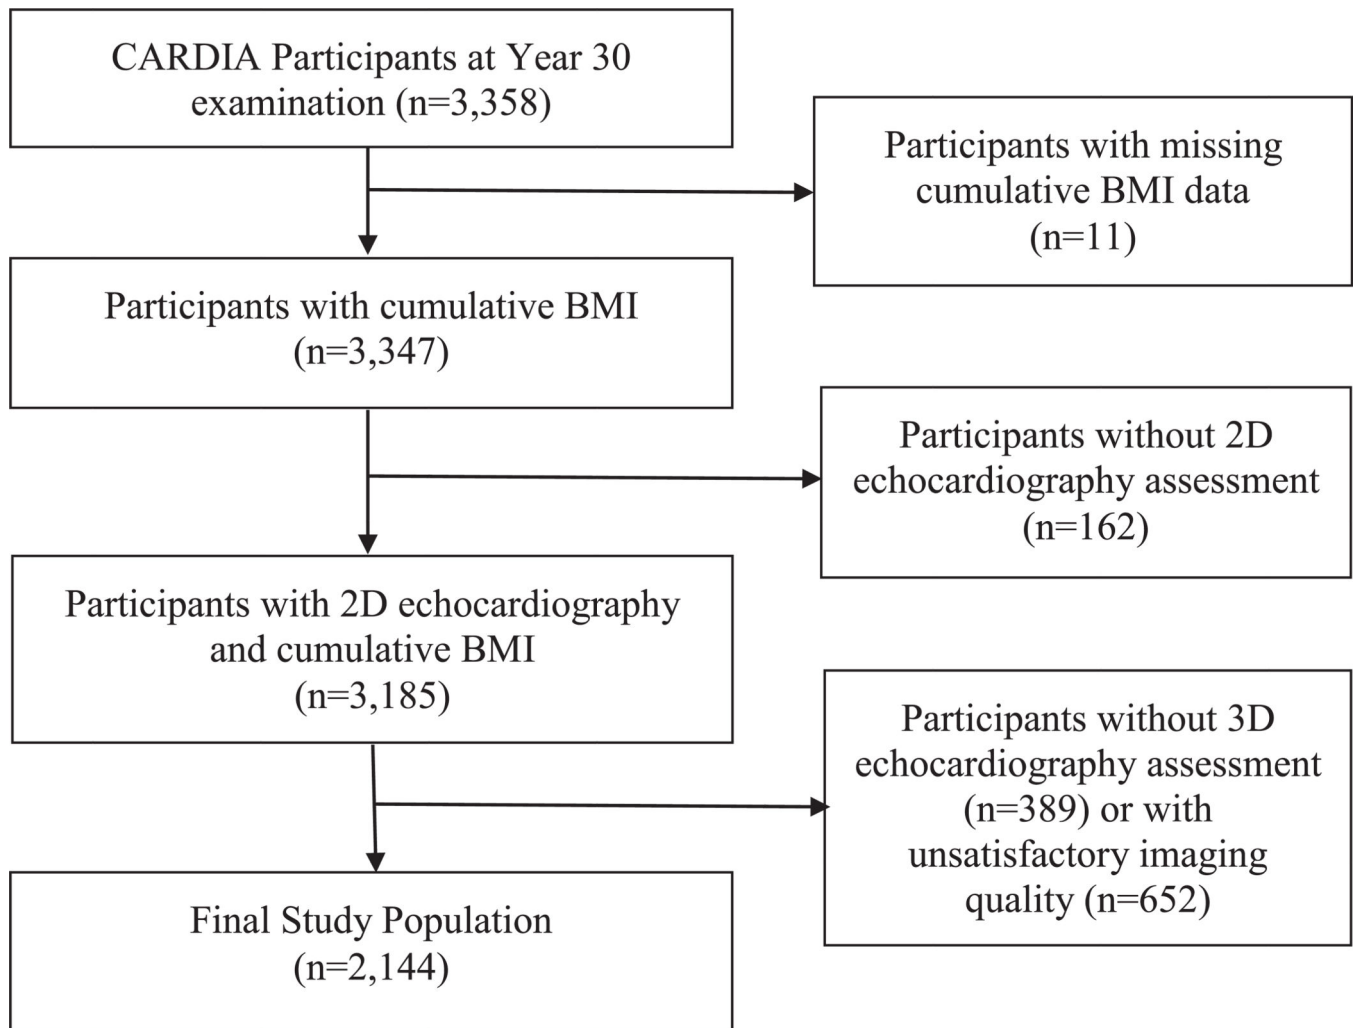 CARDIA Participants at Year 30
examination (n=3,358)
Participants with missing
cumulative BMI data
(n=11)
Participants with cumulative BMI
(n=3,347)
Participants without 2D
echocardiography assessment
(n=162)
Participants with 2D echocardiography
and cumulative BMI
(n=3,185)
Participants without 3D
echocardiography assessment
(n=389) or with
unsatisfactory imaging
quality (n=652)
Final Study Population
(n=2,144)